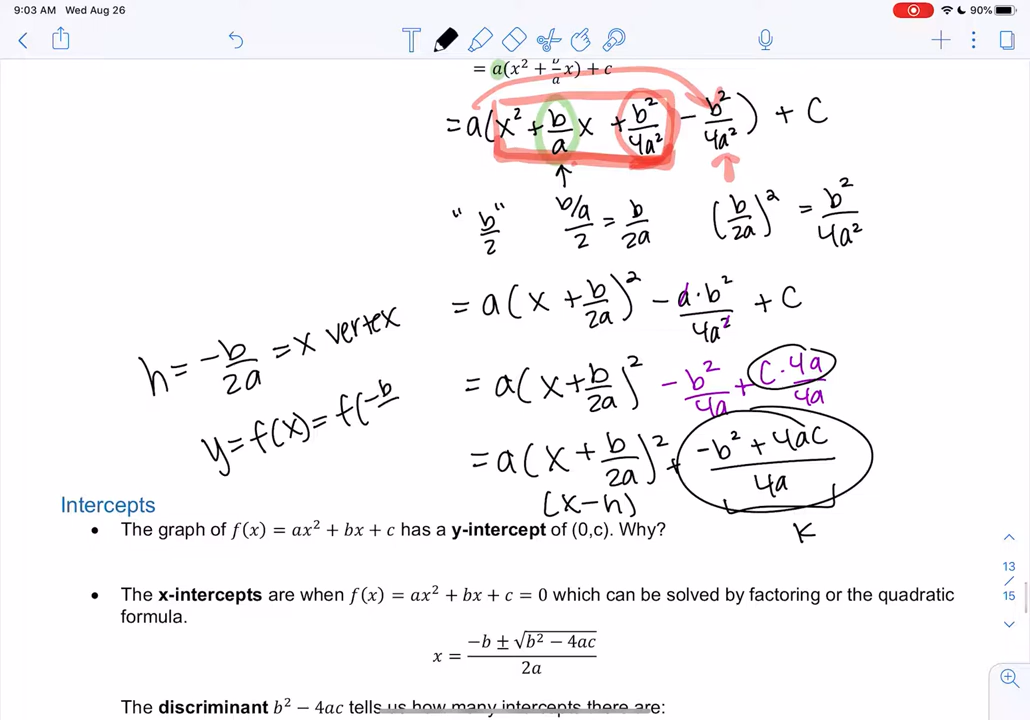 9:03 AM Wed Aug 26
90%
= a(x² + b/a x) + c
= a(x² + b/a x + b²/4a² - b²/4a²) + C
"b/2" b/a/2 = b/2a (b/2a)² = b²/4a²
= a(x + b/2a)² - a·b²/4a² + C
h = -b/2a = x vertex
= a(x + b/2a)² - b²/4a + C·4a/4a
y = f(x) = f(-b
= a(x + b/2a)² + -b² + 4ac/4a
(x-h)
K
Intercepts
• The graph of f(x) = ax² + bx + c has a y-intercept of (0,c). Why?
• The x-intercepts are when f(x) = ax² + bx + c = 0 which can be solved by factoring or the quadratic
formula.
x = -b ± √b² − 4ac / 2a
The discriminant b² − 4ac tells us how many intercepts there are:
13
/
15